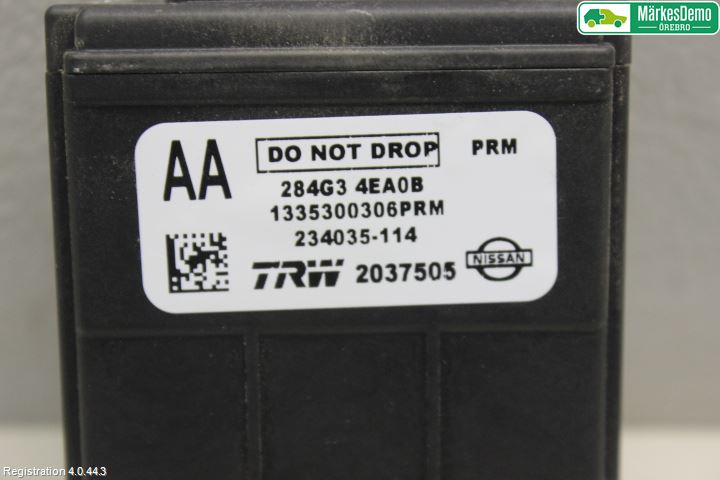 MärkesDemo
ÖREBRO
AA DO NOT DROP PRM
284G3 4EA0B
1335300306PRM
234035-114
TRW 2037505 NISSAN
Registration 4.0.44.3